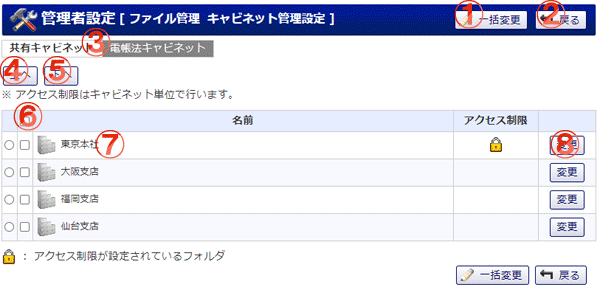 管理者設定 [ ファイル管理 キャビネット管理設定 ] ① 一括変更 ② 戻る
共有キャビネット ③ 電帳法キャビネット
④ へ ⑤ へ
※ アクセス制限はキャビネット単位で行います。
⑥ 名前 アクセス制限
東京本社 ⑦ ⑧ 変更
大阪支店 変更
福岡支店 変更
仙台支店 変更
： アクセス制限が設定されているフォルダ
一括変更 戻る